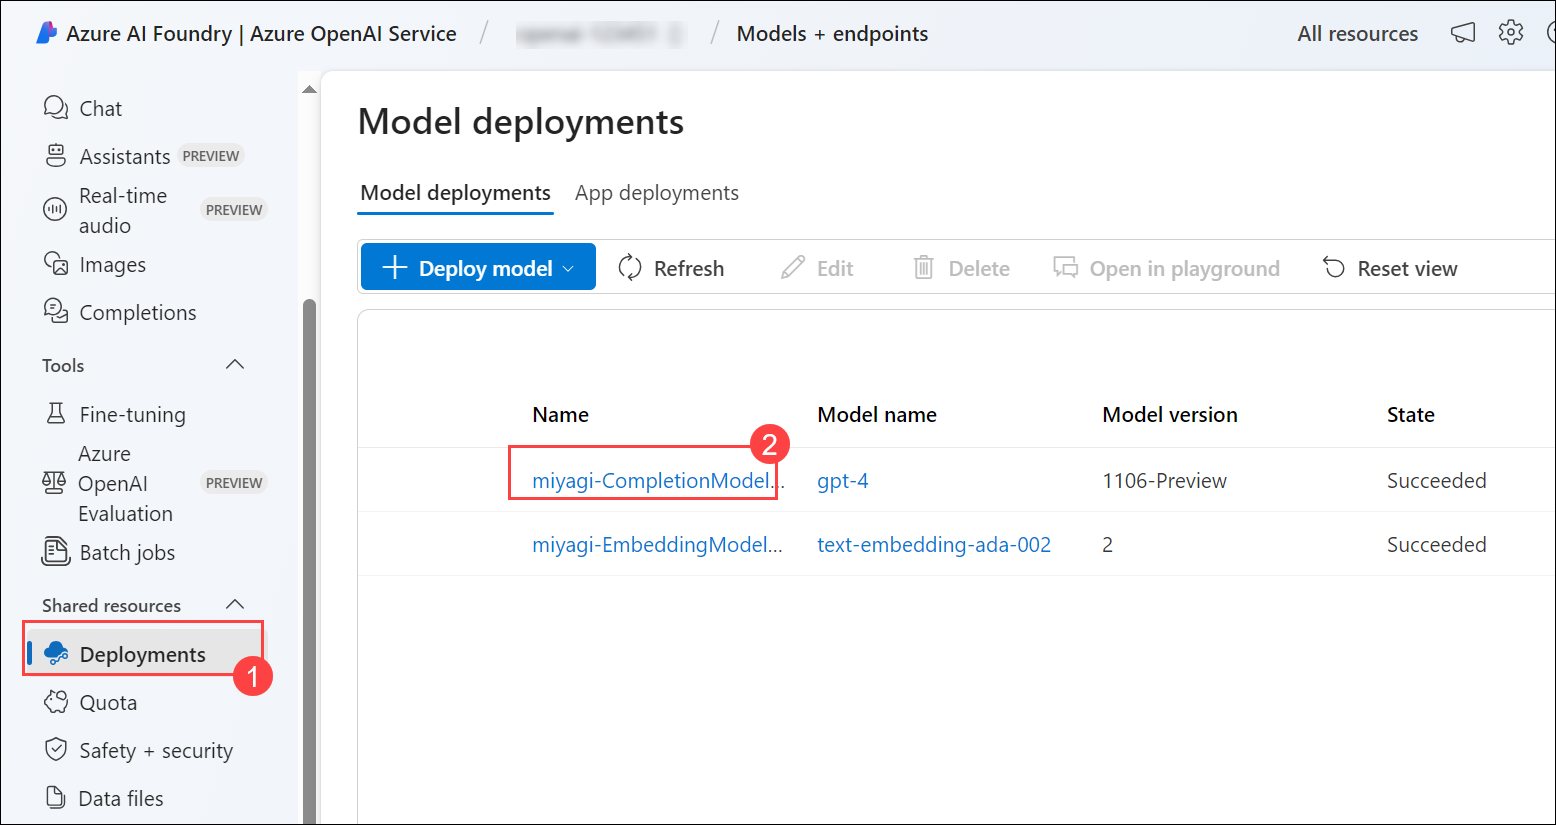 Azure AI Foundry | Azure OpenAI Service / / Models + endpoints All resources
Chat
Assistants PREVIEW
Real-time
audio
PREVIEW
Images
Completions
Tools
Fine-tuning
Azure
OpenAI
Evaluation
PREVIEW
Batch jobs
Shared resources
Deployments
1
Quota
Safety + security
Data files
Model deployments
Model deployments App deployments
Deploy model Refresh Edit Delete Open in playground Reset view
Name Model name Model version State
2
miyagi-CompletionModel... gpt-4 1106-Preview Succeeded
miyagi-EmbeddingModel... text-embedding-ada-002 2 Succeeded